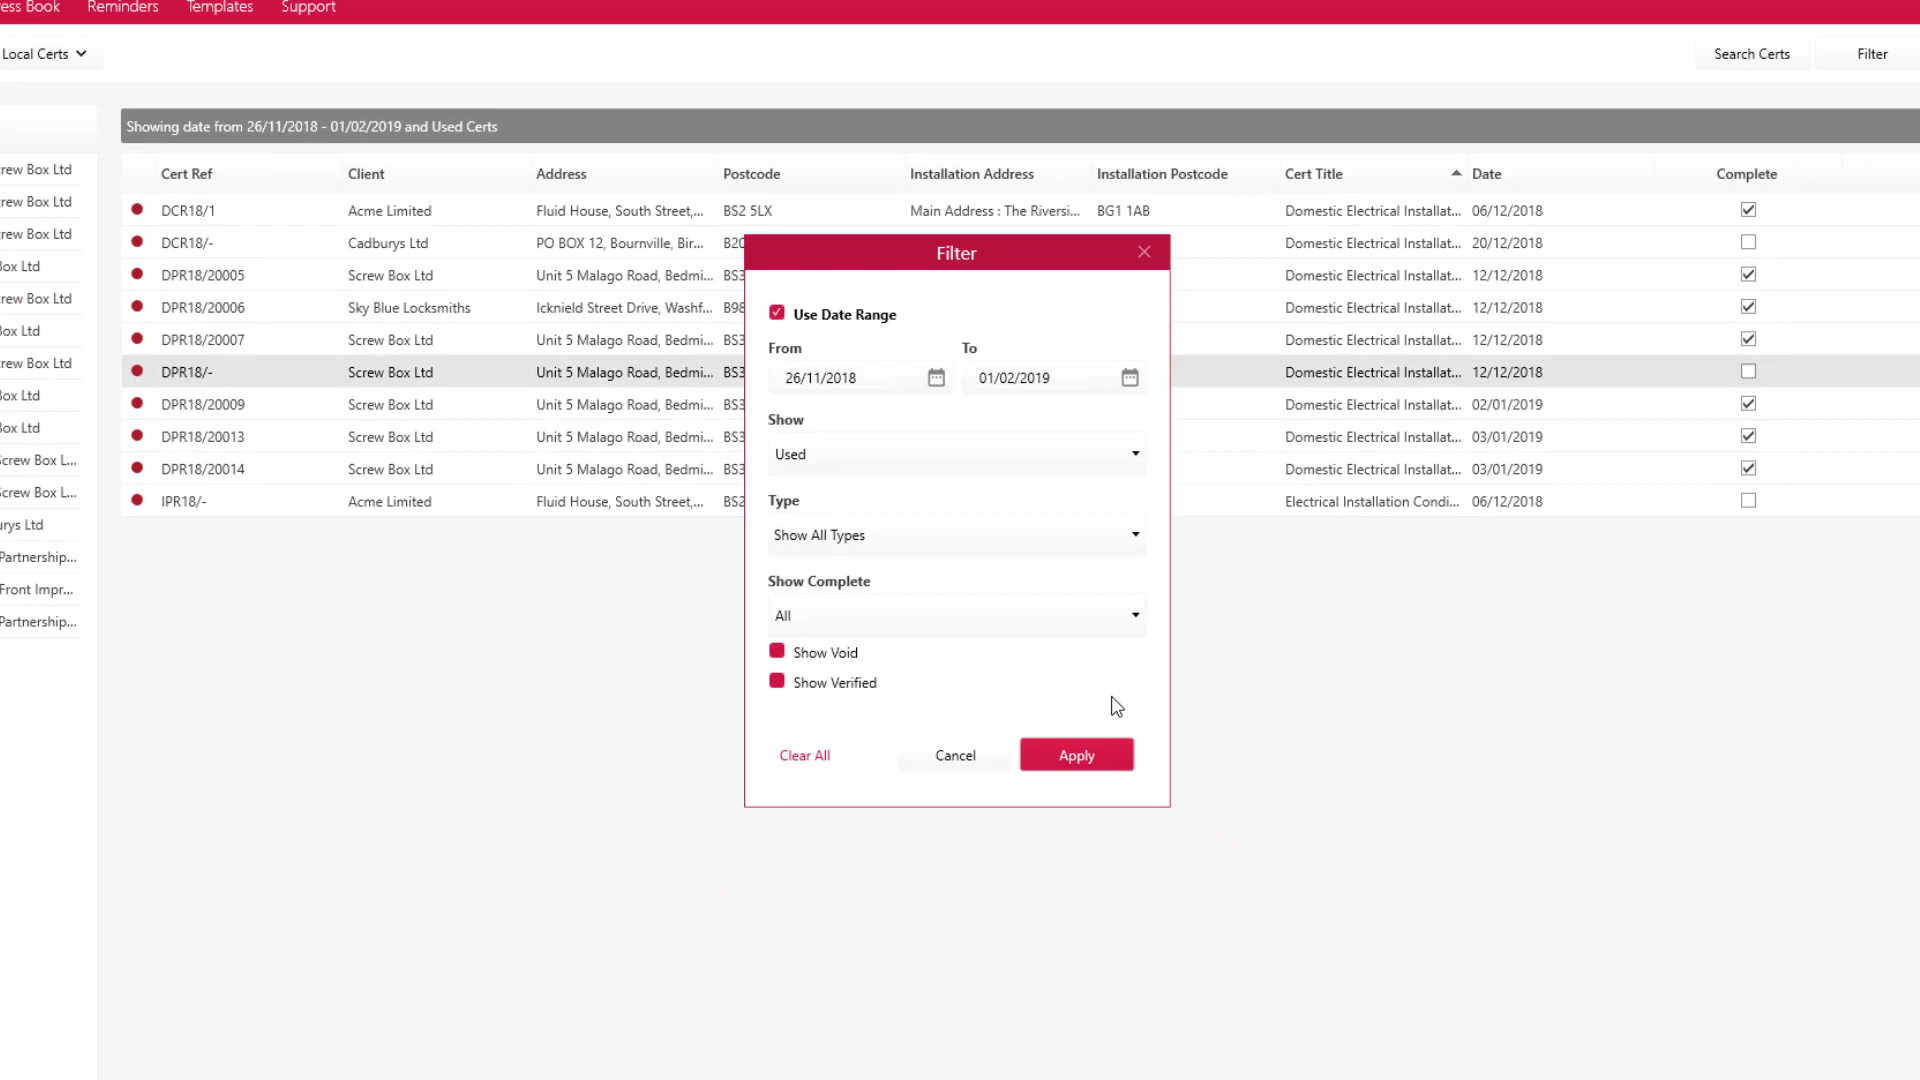 ess Book Reminders Templates Support
Local Certs Search Certs Filter
Showing date from 26/11/2018 - 01/02/2019 and Used Certs
Cert Ref Client Address Postcode Installation Address Installation Postcode Cert Title Date Complete
rew Box Ltd
rew Box Ltd
rew Box Ltd
Box Ltd
rew Box Ltd
Box Ltd
rew Box Ltd
Box Ltd
Box Ltd
Screw Box L...
Screw Box L...
urys Ltd
Partnership...
Front Impr...
Partnership...
DCR18/1 Acme Limited Fluid House, South Street,... BS2 5LX Main Address : The Riversi... BG1 1AB Domestic Electrical Installat... 06/12/2018
DCR18/- Cadburys Ltd PO BOX 12, Bournville, Bir... B20 Domestic Electrical Installat... 20/12/2018
DPR18/20005 Screw Box Ltd Unit 5 Malago Road, Bedmi... BS3 Domestic Electrical Installat... 12/12/2018
DPR18/20006 Sky Blue Locksmiths Icknield Street Drive, Washf... B98 Domestic Electrical Installat... 12/12/2018
DPR18/20007 Screw Box Ltd Unit 5 Malago Road, Bedmi... BS3 Domestic Electrical Installat... 12/12/2018
DPR18/- Screw Box Ltd Unit 5 Malago Road, Bedmi... BS3 Domestic Electrical Installat... 12/12/2018
DPR18/20009 Screw Box Ltd Unit 5 Malago Road, Bedmi... BS3 Domestic Electrical Installat... 02/01/2019
DPR18/20013 Screw Box Ltd Unit 5 Malago Road, Bedmi... BS3 Domestic Electrical Installat... 03/01/2019
DPR18/20014 Screw Box Ltd Unit 5 Malago Road, Bedmi... BS3 Domestic Electrical Installat... 03/01/2019
IPR18/- Acme Limited Fluid House, South Street,... BS2 Electrical Installation Condi... 06/12/2018
Filter
Use Date Range
From To
26/11/2018 01/02/2019
Show
Used
Type
Show All Types
Show Complete
All
Show Void
Show Verified
Clear All Cancel Apply